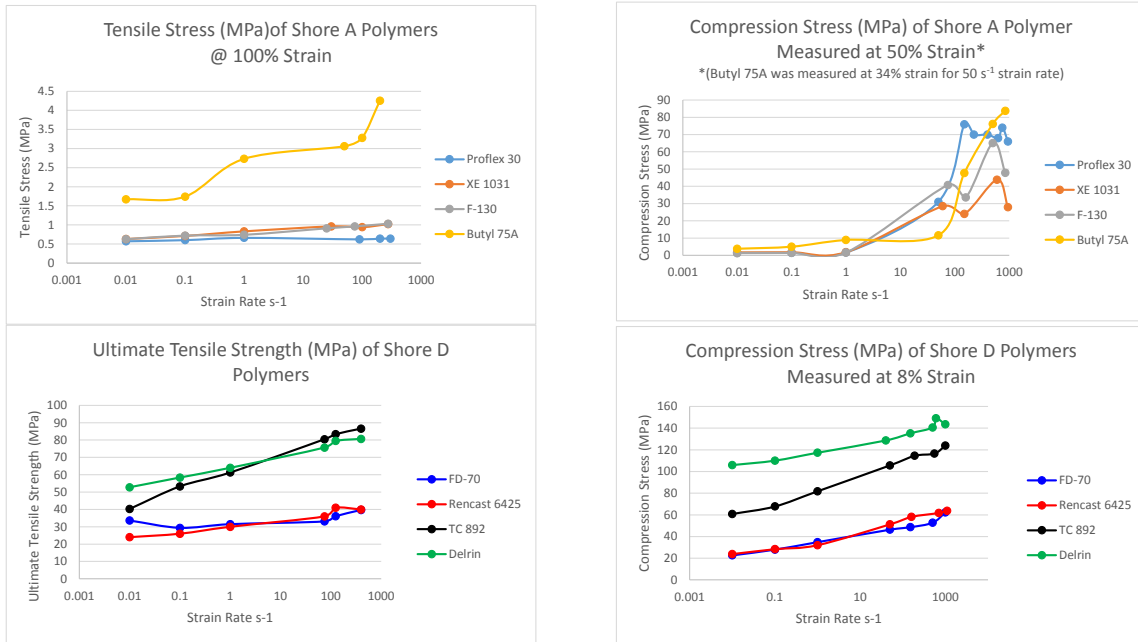 Tensile Stress (MPa)of Shore A Polymers
@ 100% Strain
Tensile Stress (MPa)
4.5
4
3.5
3
2.5
2
1.5
1
0.5
0
0.001 0.01 0.1 1 10 100 1000
Strain Rate s-1
Proflex 30
XE 1031
F-130
Butyl 75A
Compression Stress (MPa) of Shore A Polymer
Measured at 50% Strain*
*(Butyl 75A was measured at 34% strain for 50 s⁻¹ strain rate)
Compression Stress (MPa)
90
80
70
60
50
40
30
20
10
0
0.001 0.01 0.1 1 10 100 1000
Strain Rate s-1
Proflex 30
XE 1031
F-130
Butyl 75A
Ultimate Tensile Strength (MPa) of Shore D
Polymers
Ultimate Tensile Strength (MPa)
100
90
80
70
60
50
40
30
20
10
0
0.001 0.01 0.1 1 10 100 1000
Strain Rate s-1
FD-70
Rencast 6425
TC 892
Delrin
Compression Stress (MPa) of Shore D Polymers
Measured at 8% Strain
Compression Stress (MPa)
160
140
120
100
80
60
40
20
0
0.001 0.1 10 1000
Strain Rate s-1
FD-70
Rencast 6425
TC 892
Delrin